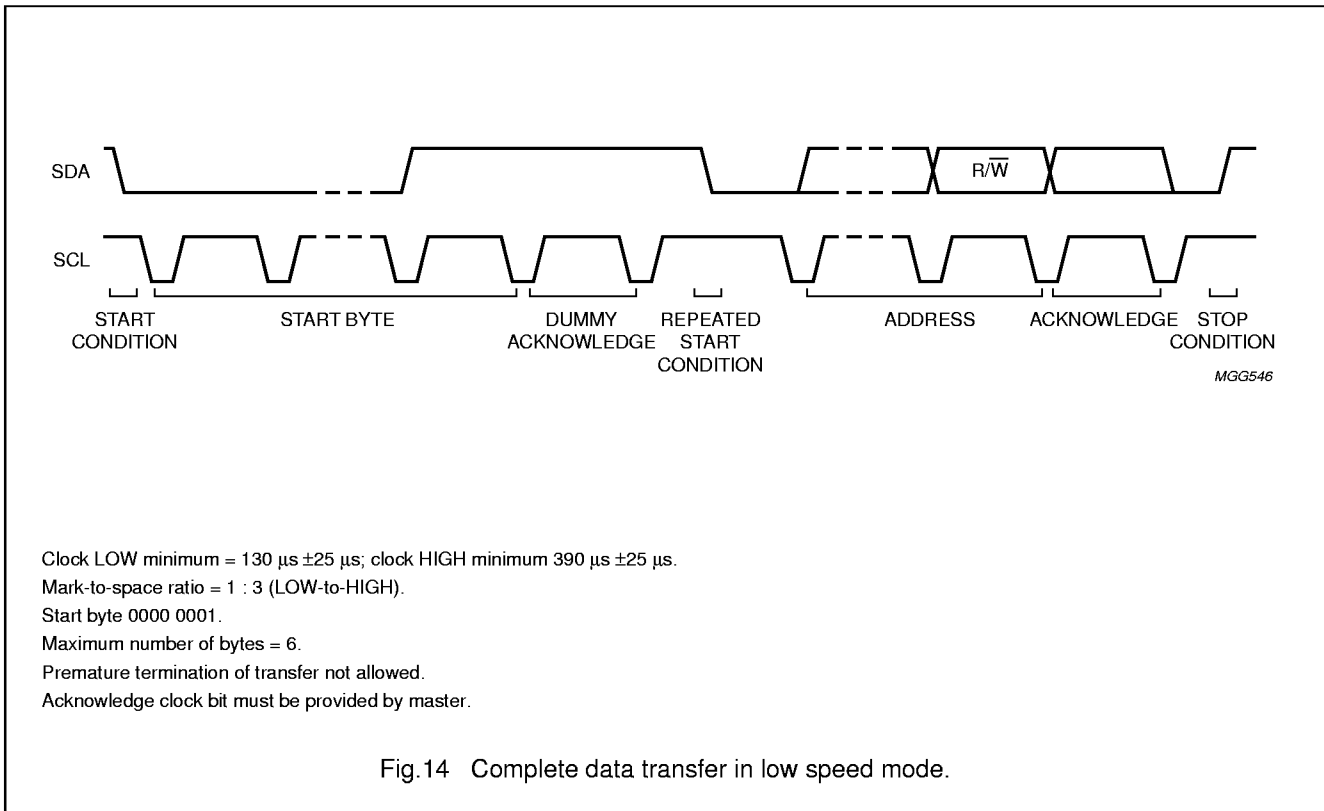 SDA
R/W̅
SCL
START CONDITION
START BYTE
DUMMY ACKNOWLEDGE
REPEATED START CONDITION
ADDRESS
ACKNOWLEDGE
STOP CONDITION
MGG546
Clock LOW minimum = 130 µs ±25 µs; clock HIGH minimum 390 µs ±25 µs.
Mark-to-space ratio = 1 : 3 (LOW-to-HIGH).
Start byte 0000 0001.
Maximum number of bytes = 6.
Premature termination of transfer not allowed.
Acknowledge clock bit must be provided by master.
Fig.14 Complete data transfer in low speed mode.